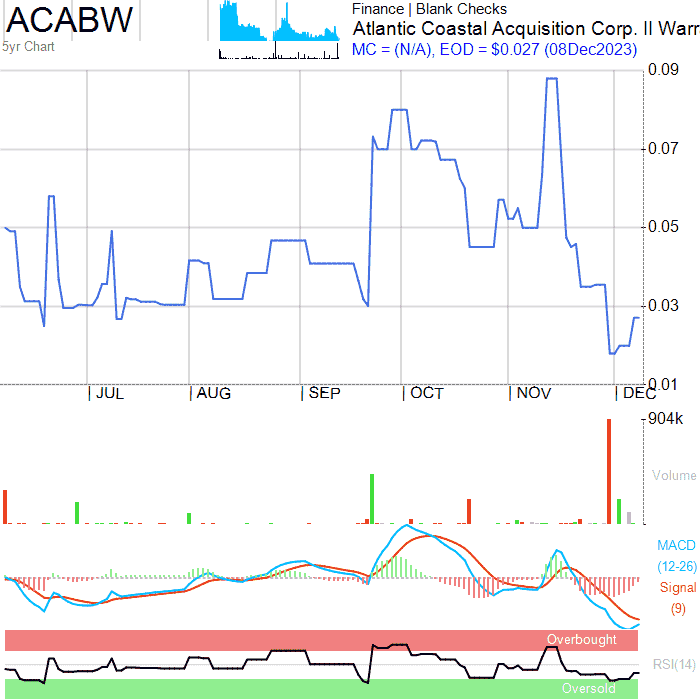 ACABW
5yr Chart
Finance | Blank Checks
Atlantic Coastal Acquisition Corp. II Warr
MC = (N/A), EOD = $0.027 (08Dec2023)
0.09
0.07
0.05
0.03
0.01
JUL AUG SEP OCT NOV DEC
904k
Volume
MACD
(12-26)
Signal
(9)
Overbought
RSI(14)
Oversold